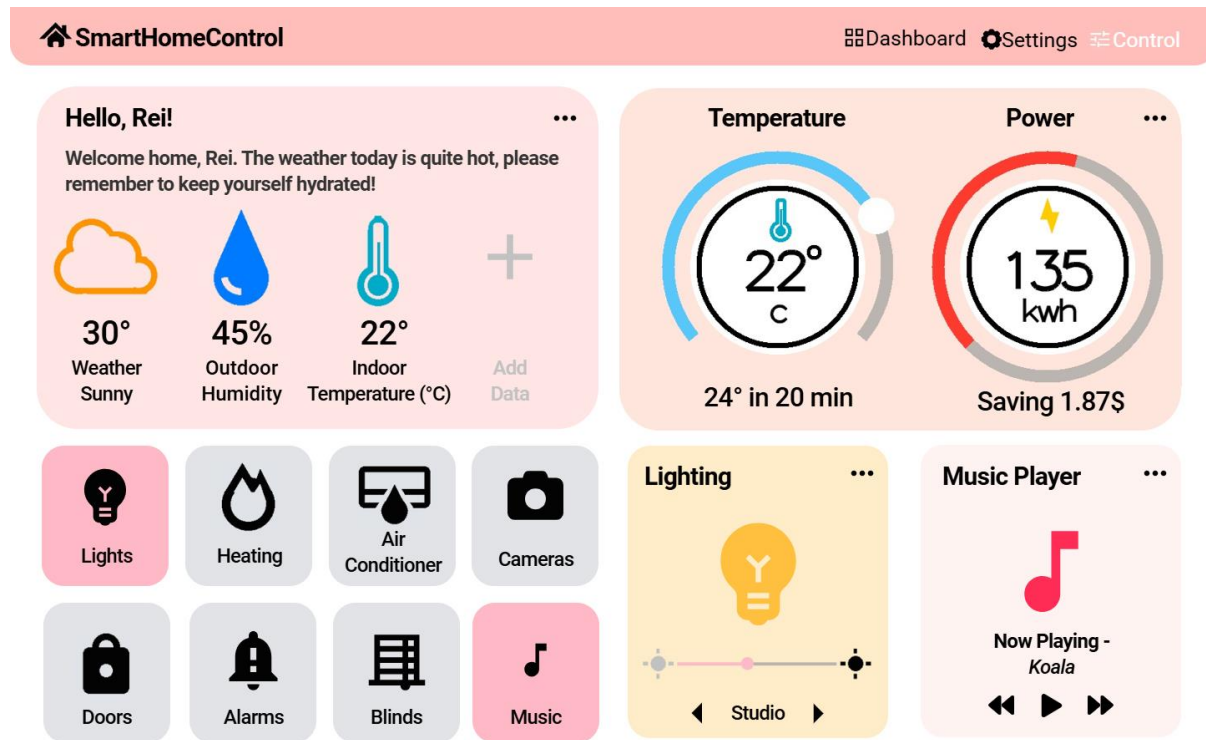 SmartHomeControl
Dashboard Settings Control
Hello, Rei!
Welcome home, Rei. The weather today is quite hot, please
remember to keep yourself hydrated!
30°
Weather
Sunny
45%
Outdoor
Humidity
22°
Indoor
Temperature (°C)
Add
Data
Temperature
22°
c
24° in 20 min
Power
135
kwh
Saving 1.87$
Lights
Heating
Air
Conditioner
Cameras
Doors
Alarms
Blinds
Music
Lighting
Studio
Music Player
Now Playing -
Koala